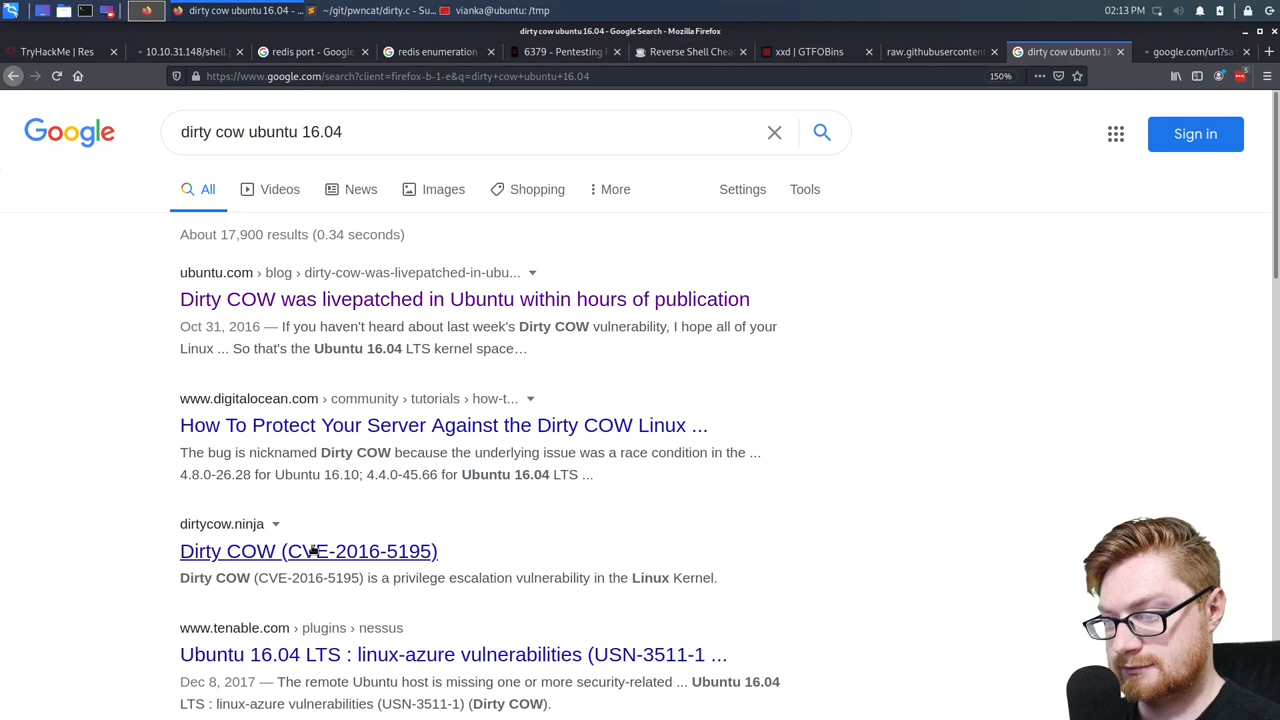 dirty cow ubuntu 16.04 - ...
~/git/pwncat/dirty.c - Su...
vianka@ubuntu: /tmp
02:13 PM
dirty cow ubuntu 16.04 - Google Search - Mozilla Firefox
TryHackMe | Res
10.10.31.148/shell.p
redis port - Google
redis enumeration -
6379 - Pentesting R
Reverse Shell Chea
xxd | GTFOBins
raw.githubusercontent
dirty cow ubuntu 16
google.com/url?sa
https://www.google.com/search?client=firefox-b-1-e&q=dirty+cow+ubuntu+16.04
150%
5
Google
dirty cow ubuntu 16.04
Sign in
All
Videos
News
Images
Shopping
More
Settings
Tools
About 17,900 results (0.34 seconds)
ubuntu.com › blog › dirty-cow-was-livepatched-in-ubu...
Dirty COW was livepatched in Ubuntu within hours of publication
Oct 31, 2016 — If you haven't heard about last week's Dirty COW vulnerability, I hope all of your
Linux ... So that's the Ubuntu 16.04 LTS kernel space…
www.digitalocean.com › community › tutorials › how-t...
How To Protect Your Server Against the Dirty COW Linux ...
The bug is nicknamed Dirty COW because the underlying issue was a race condition in the ...
4.8.0-26.28 for Ubuntu 16.10; 4.4.0-45.66 for Ubuntu 16.04 LTS ...
dirtycow.ninja
Dirty COW (CVE-2016-5195)
Dirty COW (CVE-2016-5195) is a privilege escalation vulnerability in the Linux Kernel.
www.tenable.com › plugins › nessus
Ubuntu 16.04 LTS : linux-azure vulnerabilities (USN-3511-1 ...
Dec 8, 2017 — The remote Ubuntu host is missing one or more security-related ... Ubuntu 16.04
LTS : linux-azure vulnerabilities (USN-3511-1) (Dirty COW).